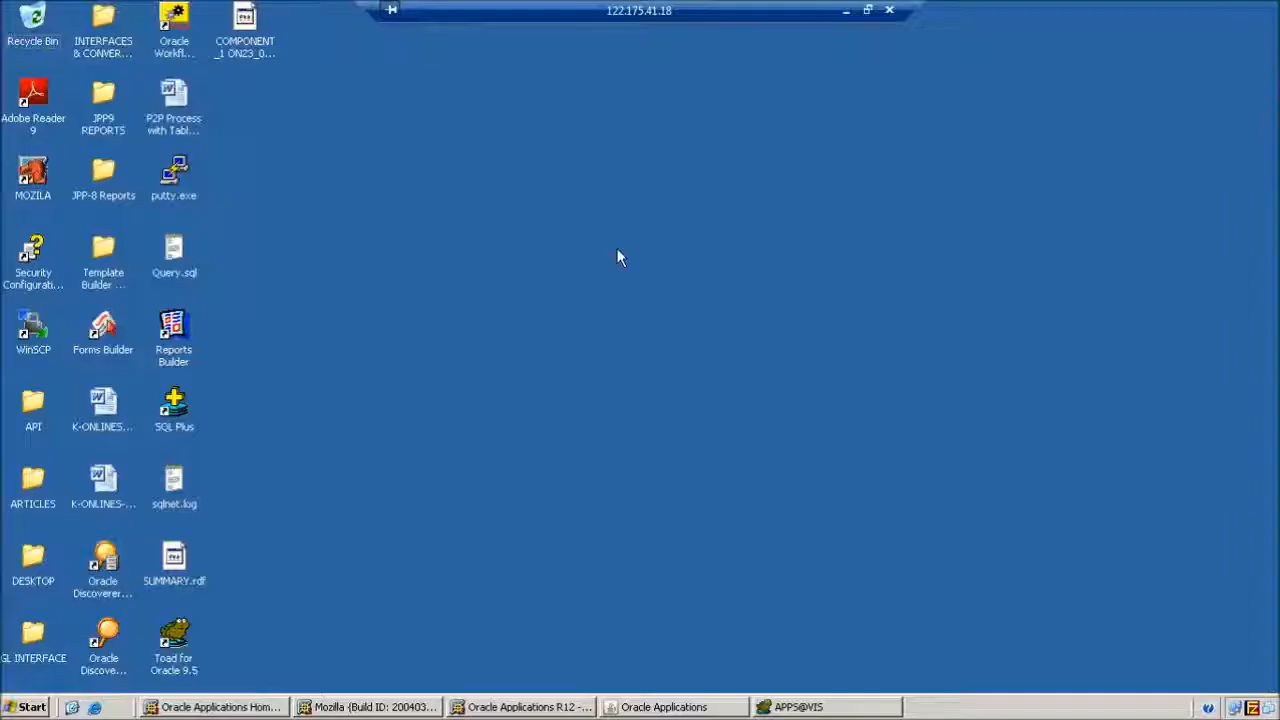 122.175.41.18
Recycle Bin
INTERFACES
& CONVER...
Oracle
Workfl...
COMPONENT
_1 ON23_0...
Adobe Reader
9
JPP9
REPORTS
P2P Process
with Tabl...
MOZILA
JPP-8 Reports
putty.exe
Security
Configurati...
Template
Builder ...
Query.sql
WinSCP
Forms Builder
Reports
Builder
API
K-ONLINES...
SQL Plus
ARTICLES
K-ONLINES-...
sqlnet.log
DESKTOP
Oracle
Discoverer...
SUMMARY.rdf
GL INTERFACE
Oracle
Discove...
Toad for
Oracle 9.5
Start
Oracle Applications Hom...
Mozilla {Build ID: 200403...
Oracle Applications R12 -...
Oracle Applications
APPS@VIS